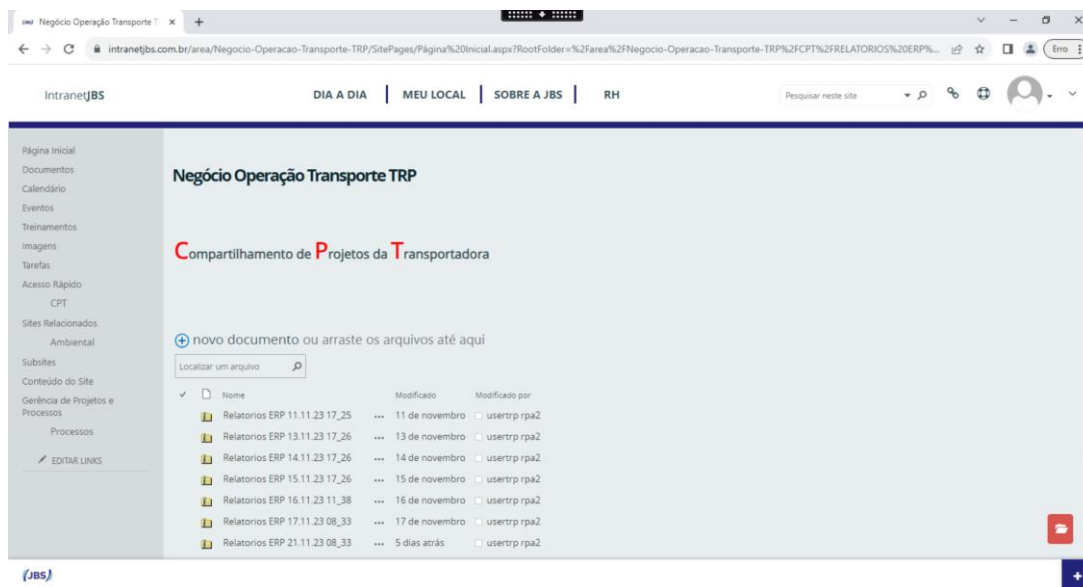 Negócio Operação Transporte T
intranetjbs.com.br/area/Negocio-Operacao-Transporte-TRP/SitePages/Página%20Inicial.aspx?RootFolder=%2Farea%2FNegocio-Operacao-Transporte-TRP%2FCPT%2FRELATORIOS%20ERP%...
Erro
IntranetJBS
DIA A DIA
MEU LOCAL
SOBRE A JBS
RH
Pesquisar neste site
Página Inicial
Documentos
Calendário
Eventos
Treinamentos
Imagens
Tarefas
Acesso Rápido
CPT
Sites Relacionados
Ambiental
Subsites
Conteúdo do Site
Gerência de Projetos e
Processos
Processos
EDITAR LINKS
Negócio Operação Transporte TRP
Compartilhamento de Projetos da Transportadora
novo documento ou arraste os arquivos até aqui
Localizar um arquivo
Nome Modificado Modificado por
Relatorios ERP 11.11.23 17_25 ... 11 de novembro usertrp rpa2
Relatorios ERP 13.11.23 17_26 ... 13 de novembro usertrp rpa2
Relatorios ERP 14.11.23 17_26 ... 14 de novembro usertrp rpa2
Relatorios ERP 15.11.23 17_26 ... 15 de novembro usertrp rpa2
Relatorios ERP 16.11.23 11_38 ... 16 de novembro usertrp rpa2
Relatorios ERP 17.11.23 08_33 ... 17 de novembro usertrp rpa2
Relatorios ERP 21.11.23 08_33 ... 5 dias atrás usertrp rpa2
(JBS)